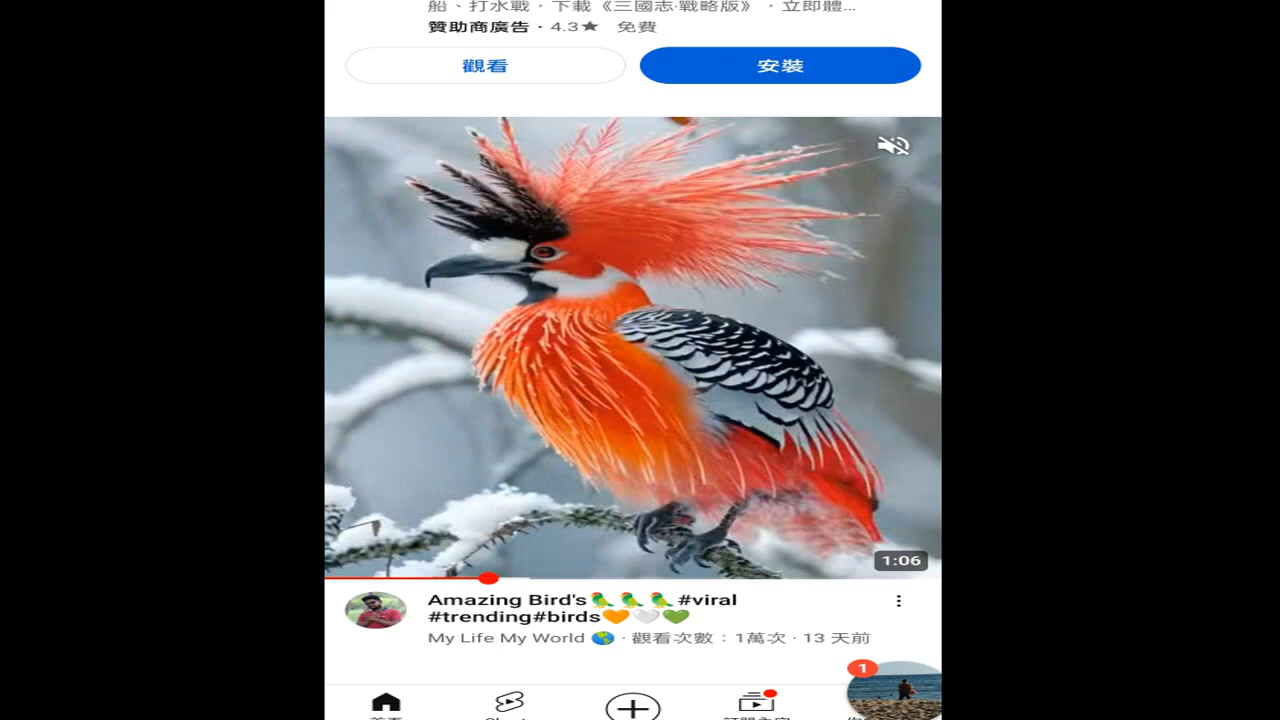 船、打水戰，下載《三國志·戰略版》，立即體...
贊助商廣告 · 4.3★ 免費
觀看
安裝
1:06
Amazing Bird's🦜🦜🦜#viral
#trending#birds🧡🤍💚
My Life My World 🌎 · 觀看次數：1萬次 · 13 天前
1